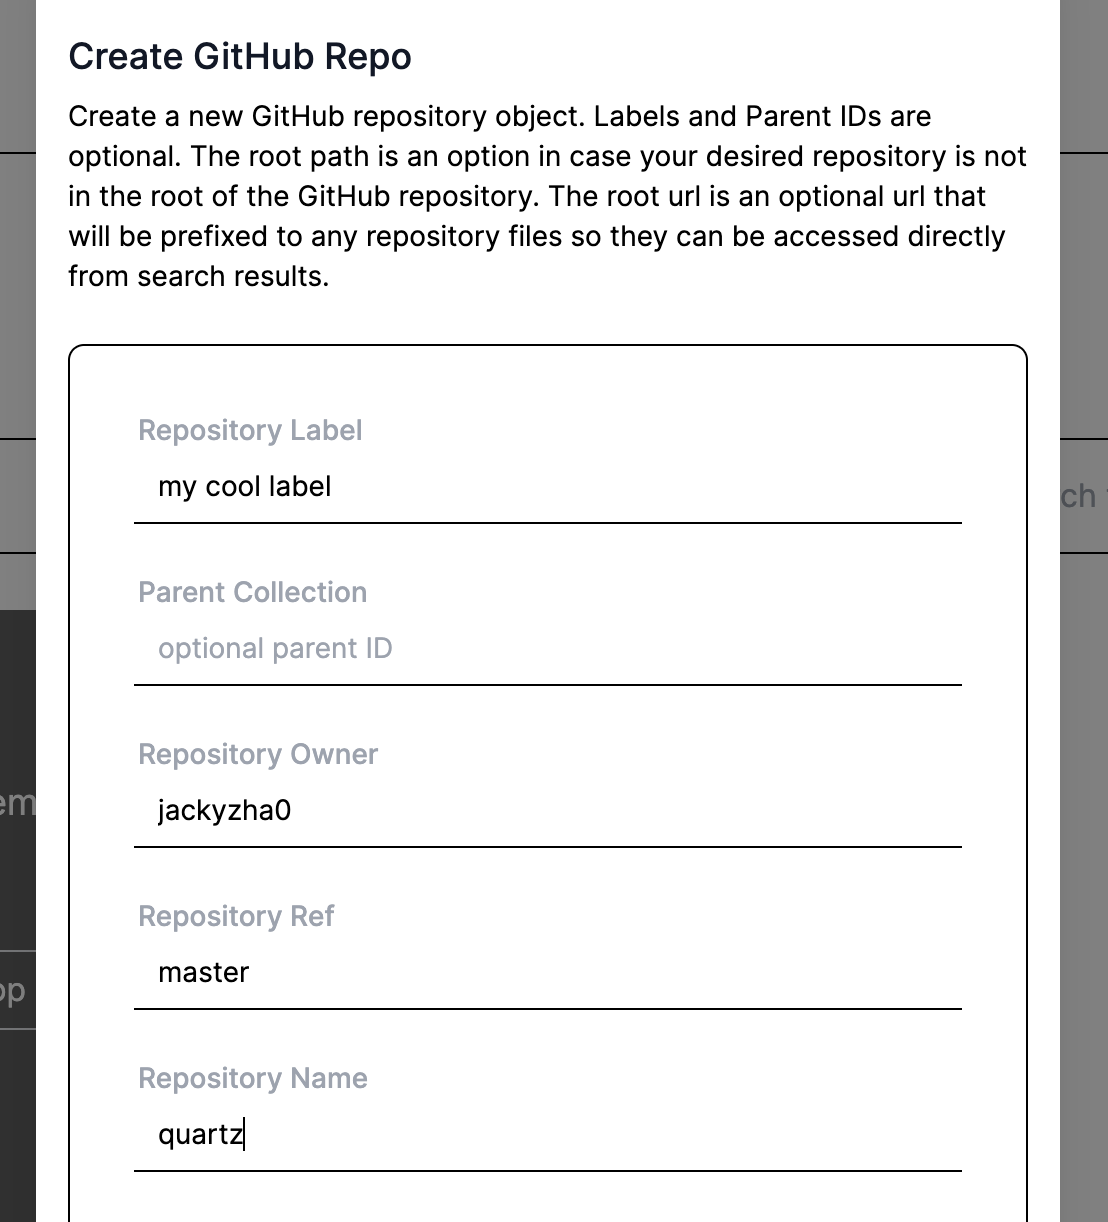 Create GitHub Repo
Create a new GitHub repository object. Labels and Parent IDs are
optional. The root path is an option in case your desired repository is not
in the root of the GitHub repository. The root url is an optional url that
will be prefixed to any repository files so they can be accessed directly
from search results.
Repository Label
my cool label
ch
Parent Collection
optional parent ID
Repository Owner
jackyzha0
em
Repository Ref
master
op
Repository Name
quartz